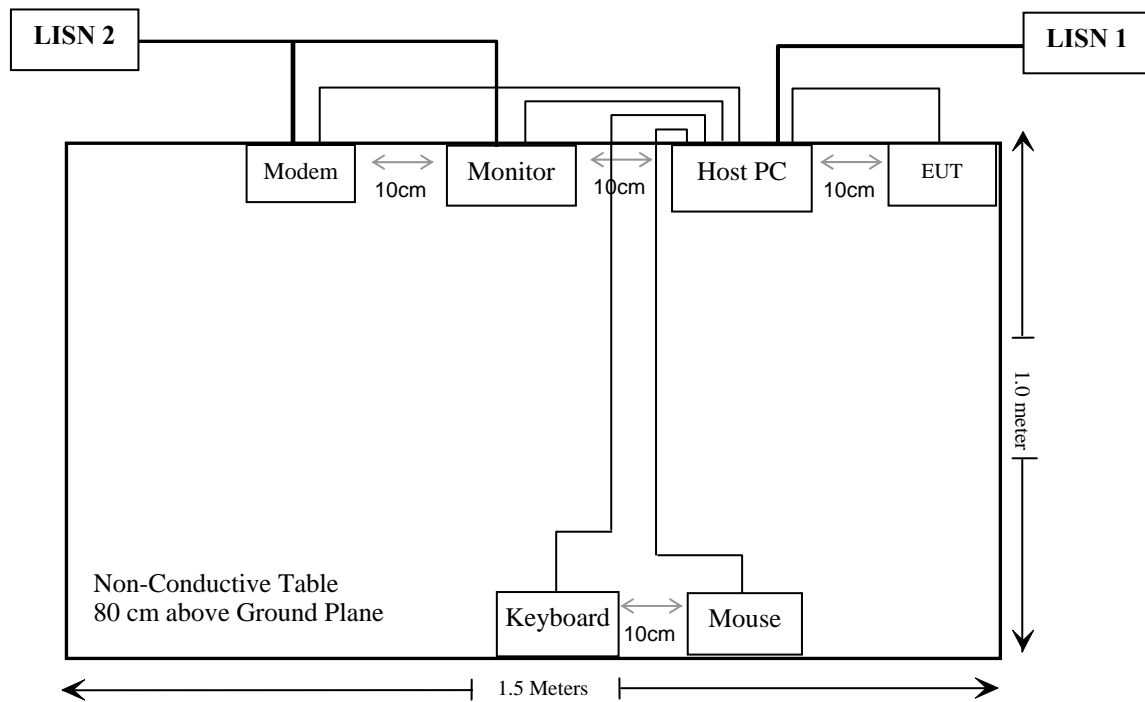 LISN 2
LISN 1
Modem
10cm
Monitor
10cm
Host PC
10cm
EUT
1.0 meter
Non-Conductive Table
80 cm above Ground Plane
Keyboard
10cm
Mouse
1.5 Meters